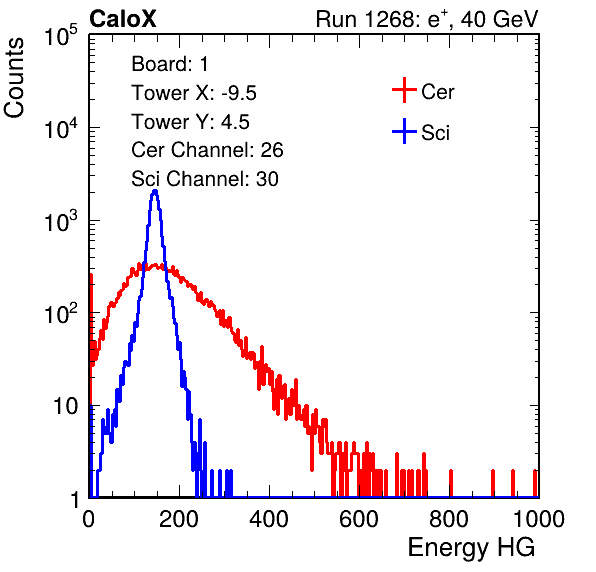 CaloX Run 1268: e⁺, 40 GeV
Counts
10⁵
10⁴
10³
10²
10
1
Board: 1
Tower X: -9.5
Tower Y: 4.5
Cer Channel: 26
Sci Channel: 30
Cer
Sci
0 200 400 600 800 1000
Energy HG